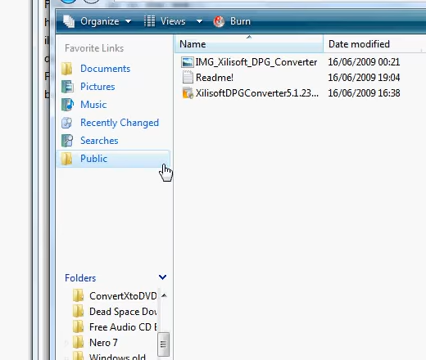 Organize Views Burn
Favorite Links
Name Date modified
Documents
Pictures
Music
Recently Changed
Searches
Public
IMG_Xilisoft_DPG_Converter 16/06/2009 00:21
Readme! 16/06/2009 19:04
XilisoftDPGConverter5.1.23... 16/06/2009 16:38
Folders
ConvertXtoDVD
Dead Space Do
Free Audio CD B
Nero 7
Windows.old